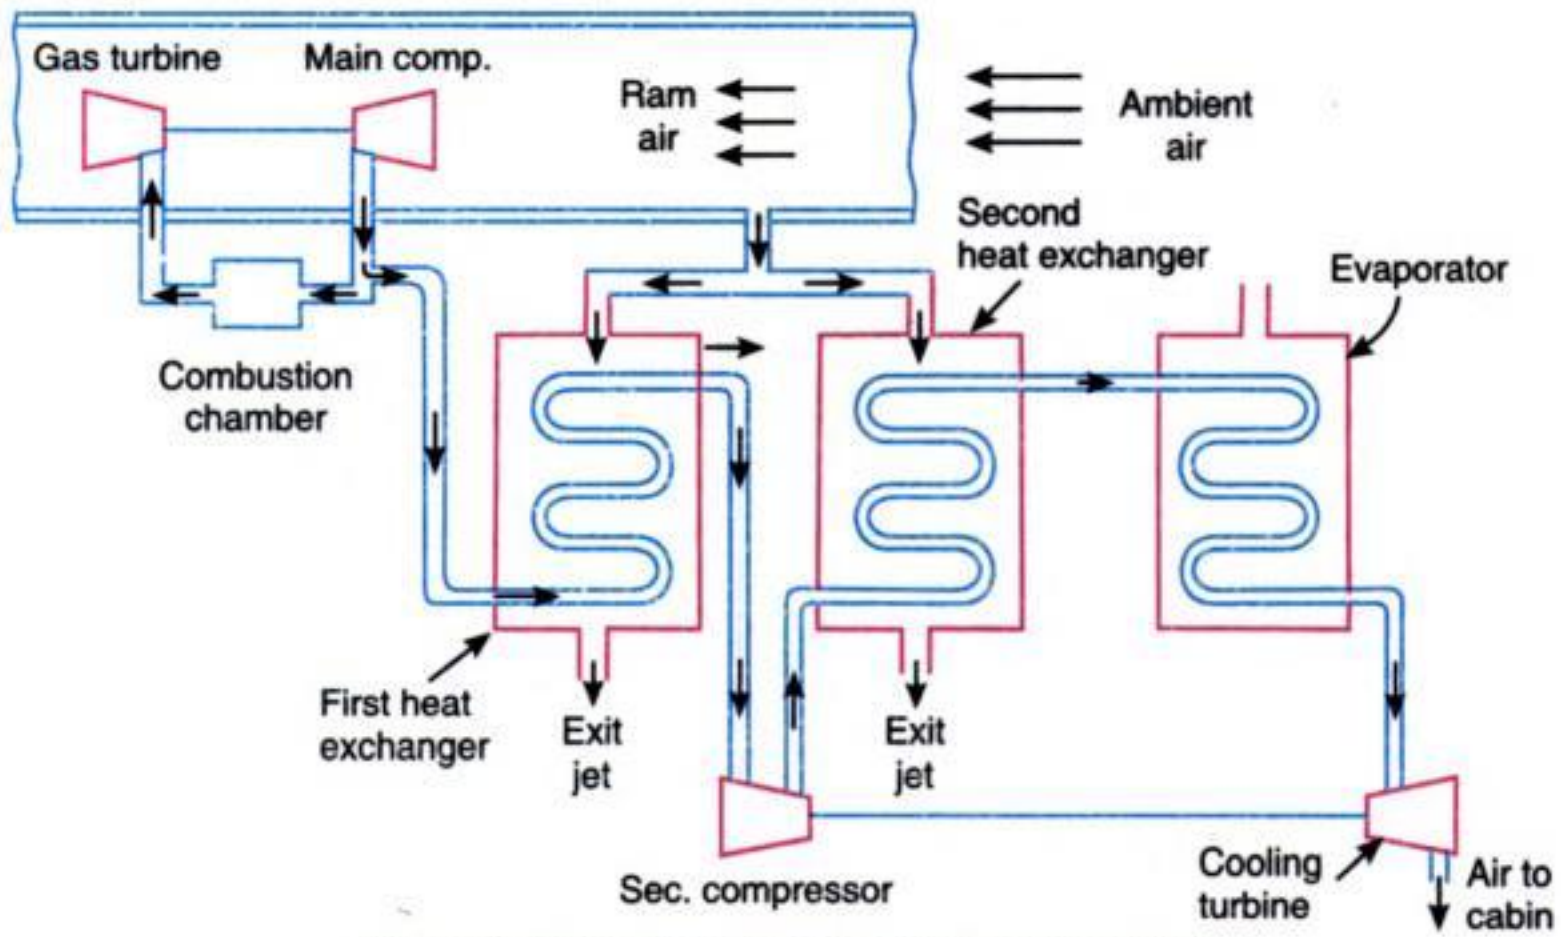 Gas turbine
Main comp.
Ram
air
Ambient
air
Second
heat exchanger
Evaporator
Combustion
chamber
First heat
exchanger
Exit
jet
Exit
jet
Sec. compressor
Cooling
turbine
Air to
cabin